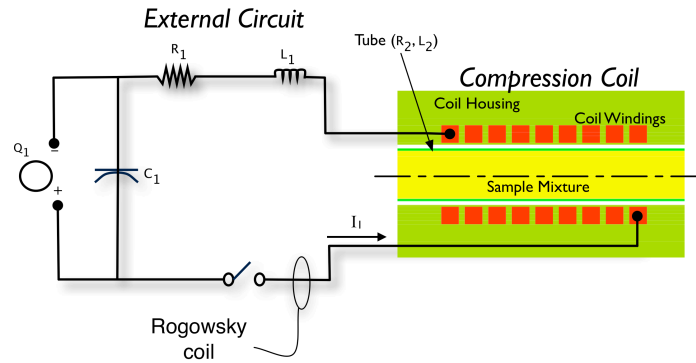 External Circuit
R1
L1
Tube (R2, L2)
Compression Coil
Coil Housing
Coil Windings
Q1
−
+
C1
Sample Mixture
I1
Rogowsky
coil